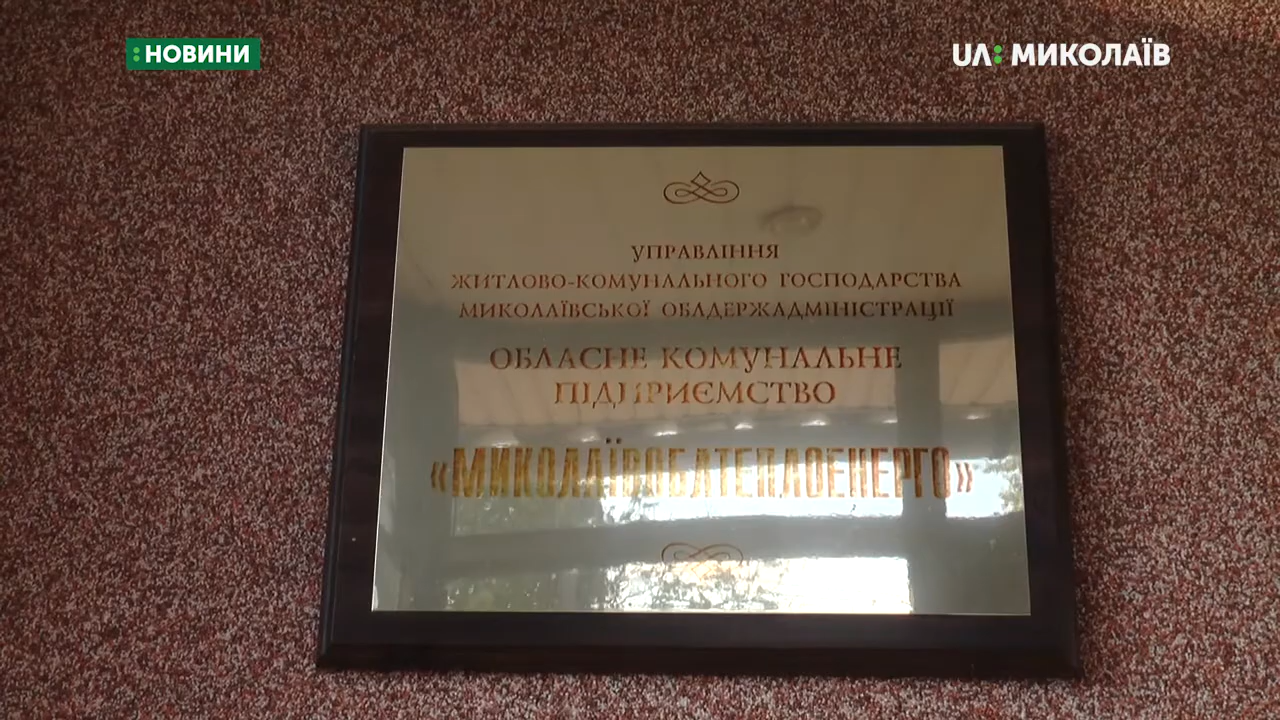 :НОВИНИ
UA: МИКОЛАЇВ
УПРАВЛІННЯ
ЖИТЛОВО-КОМУНАЛЬНОГО ГОСПОДАРСТВА
МИКОЛАЇВСЬКОЇ ОБЛДЕРЖАДМІНІСТРАЦІЇ
ОБЛАСНЕ КОМУНАЛЬНЕ
ПІДПРИЄМСТВО
«МИКОЛАЇВОБЛТЕПЛОЕНЕРГО»